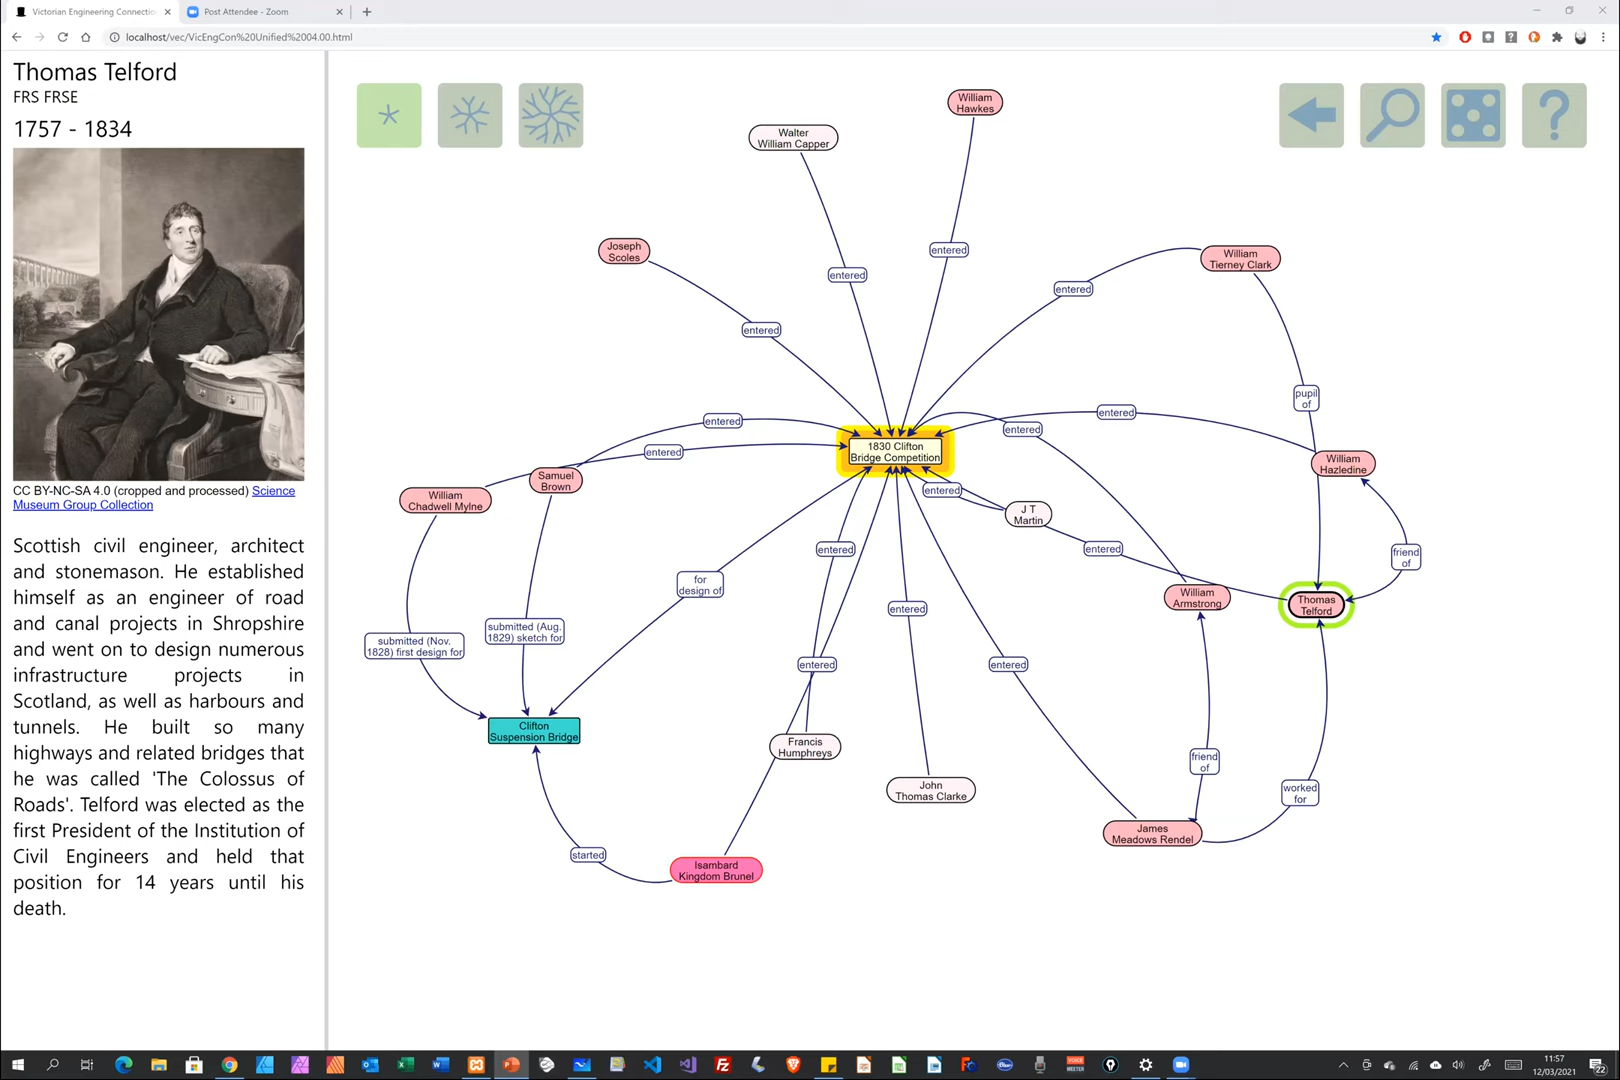 Victorian Engineering Connectio
Post Attendee - Zoom
localhost/vec/VicEngCon%20Unified%2004.00.html
Thomas Telford
FRS FRSE
1757 - 1834
CC BY-NC-SA 4.0 (cropped and processed) Science
Museum Group Collection
Scottish civil engineer, architect
and stonemason. He established
himself as an engineer of road
and canal projects in Shropshire
and went on to design numerous
infrastructure projects in
Scotland, as well as harbours and
tunnels. He built so many
highways and related bridges that
he was called 'The Colossus of
Roads'. Telford was elected as the
first President of the Institution of
Civil Engineers and held that
position for 14 years until his
death.
William
Hawkes
Walter
William Capper
Joseph
Scoles
William
Tierney Clark
entered
entered
entered
entered
pupil
of
entered
entered
entered
entered
1830 Clifton
Bridge Competition
William
Hazledine
Samuel
Brown
William
Chadwell Mylne
entered
J T
Martin
entered
entered
friend
of
for
design of
William
Armstrong
Thomas
Telford
entered
submitted (Nov.
1828) first design for
submitted (Aug.
1829) sketch for
entered
entered
Clifton
Suspension Bridge
Francis
Humphreys
friend
of
John
Thomas Clarke
worked
for
James
Meadows Rendel
started
Isambard
Kingdom Brunel
?
VOICE
MEETER
11:57
12/03/2021
22